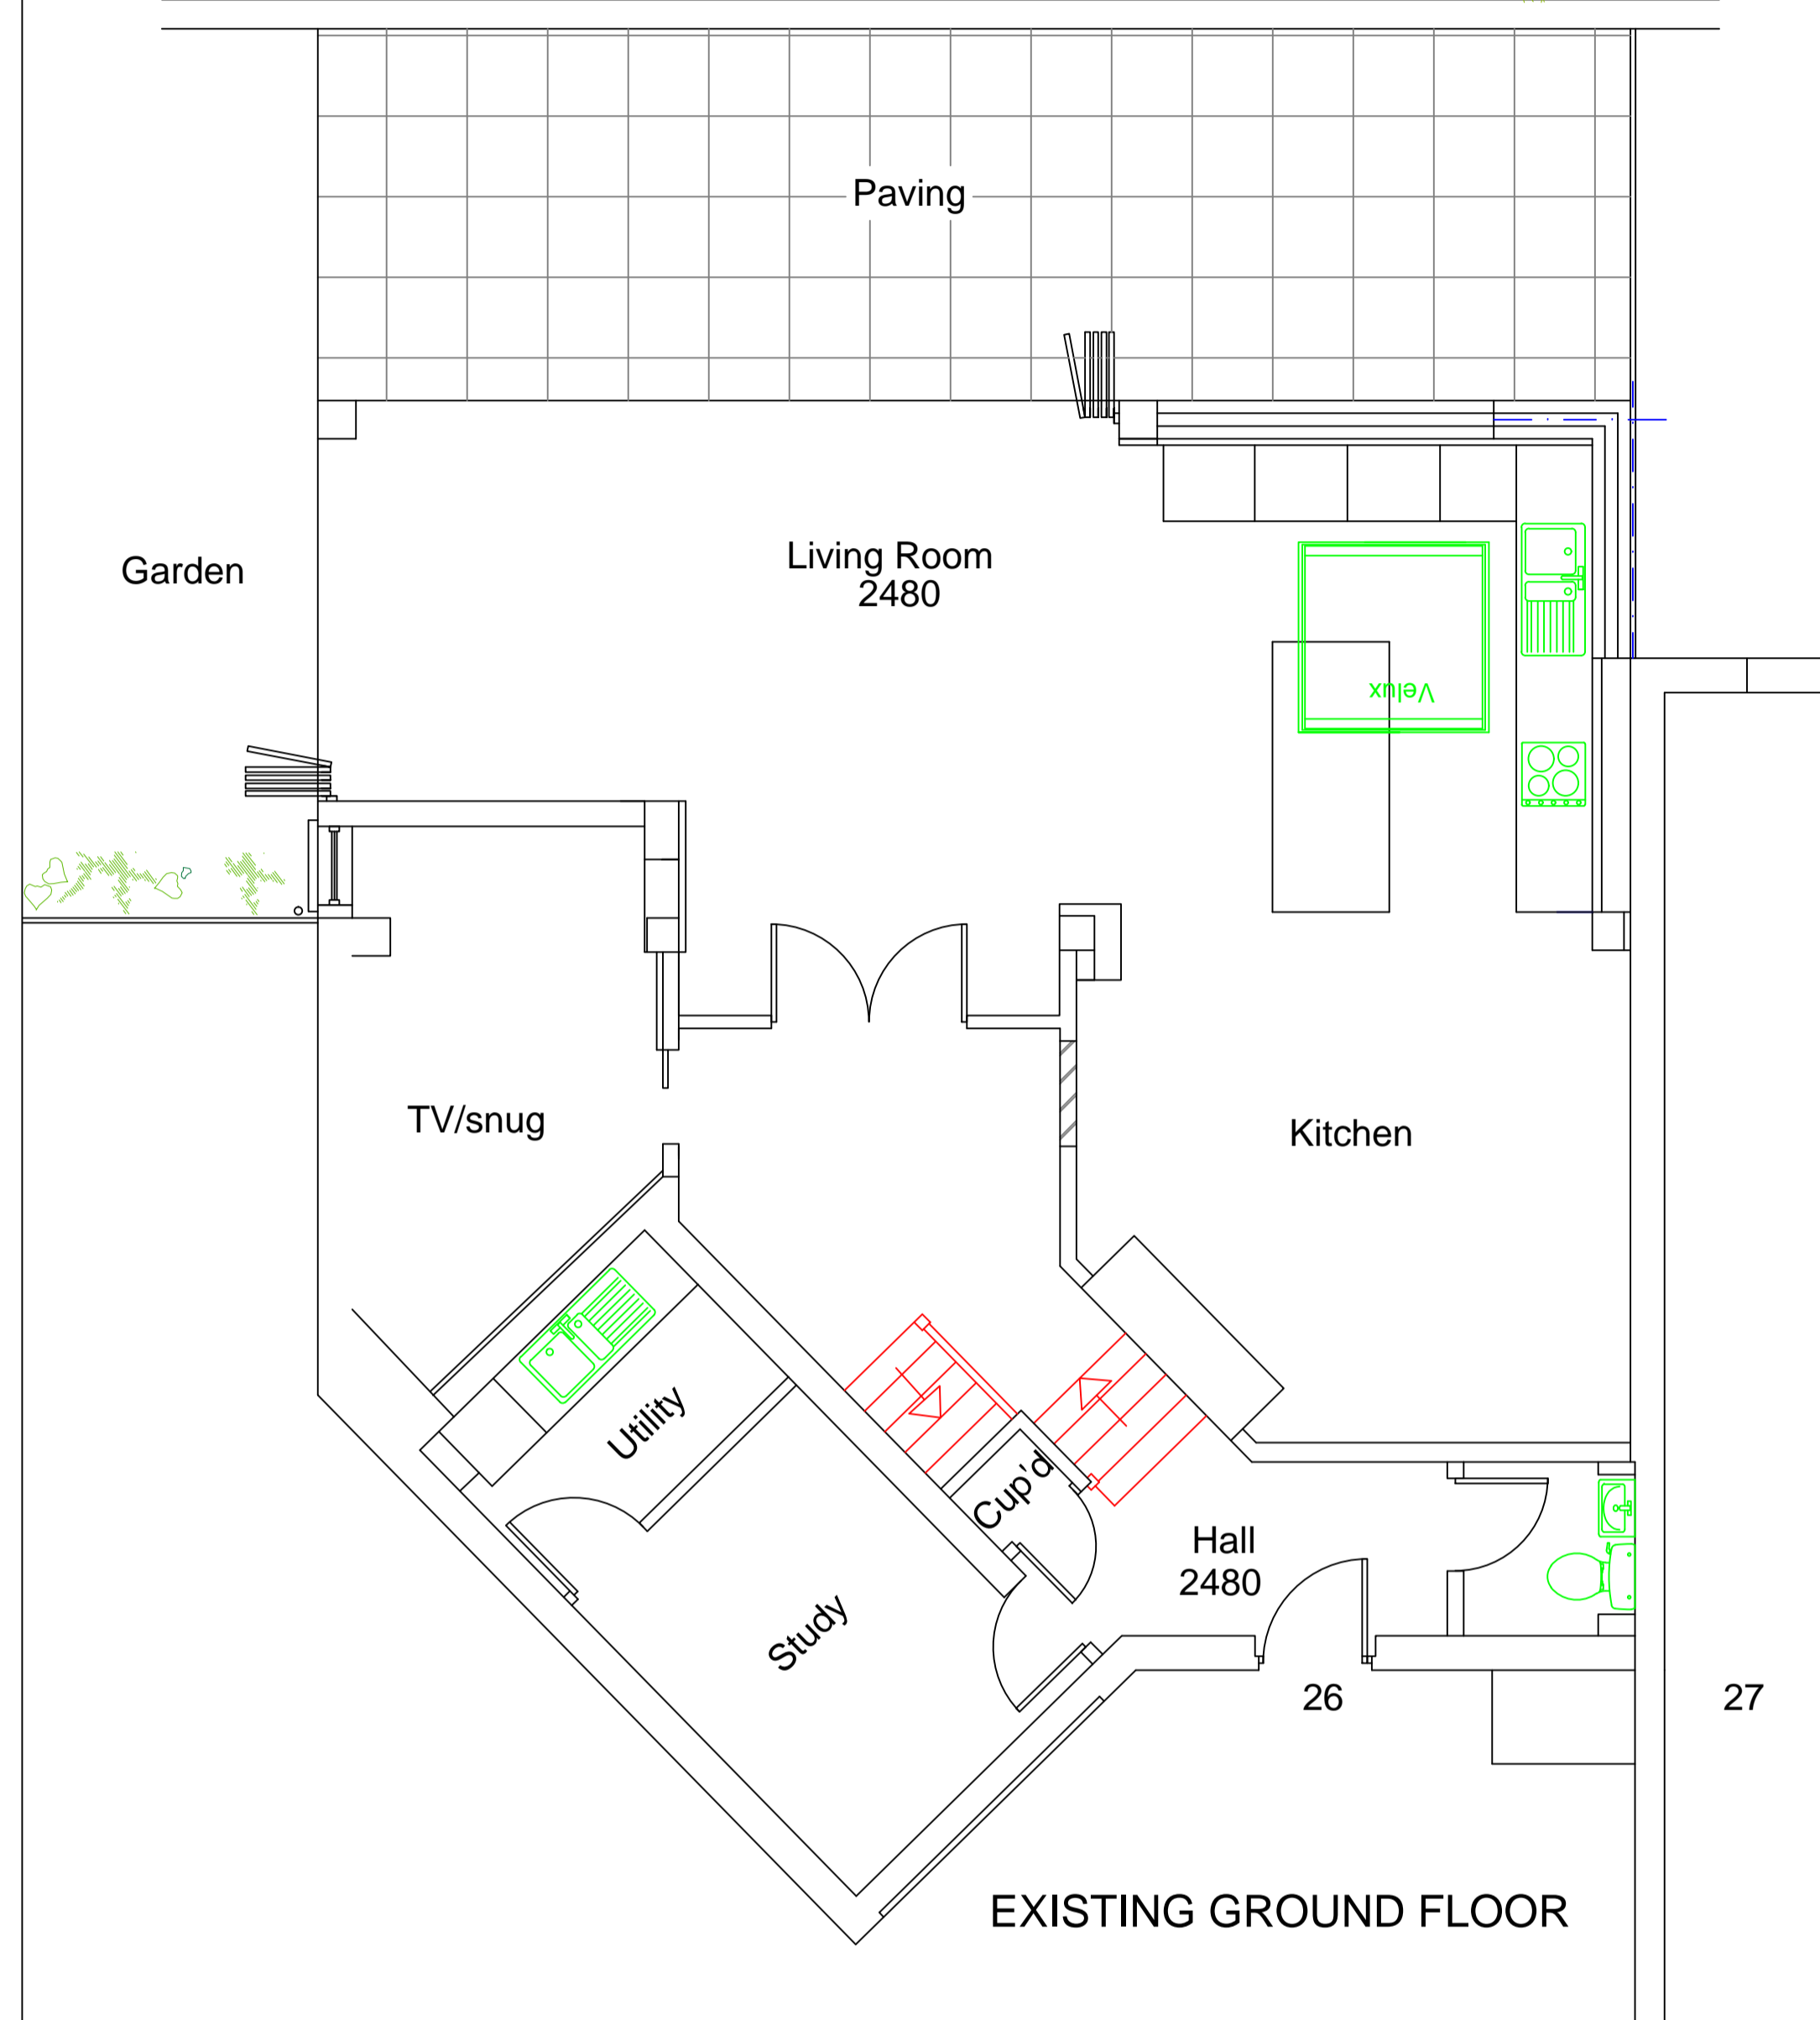 Paving
Living Room
2480
Garden
Velux
TV/snug
Kitchen
Utility
Cup'd
Hall
2480
Study
26
27
EXISTING GROUND FLOOR